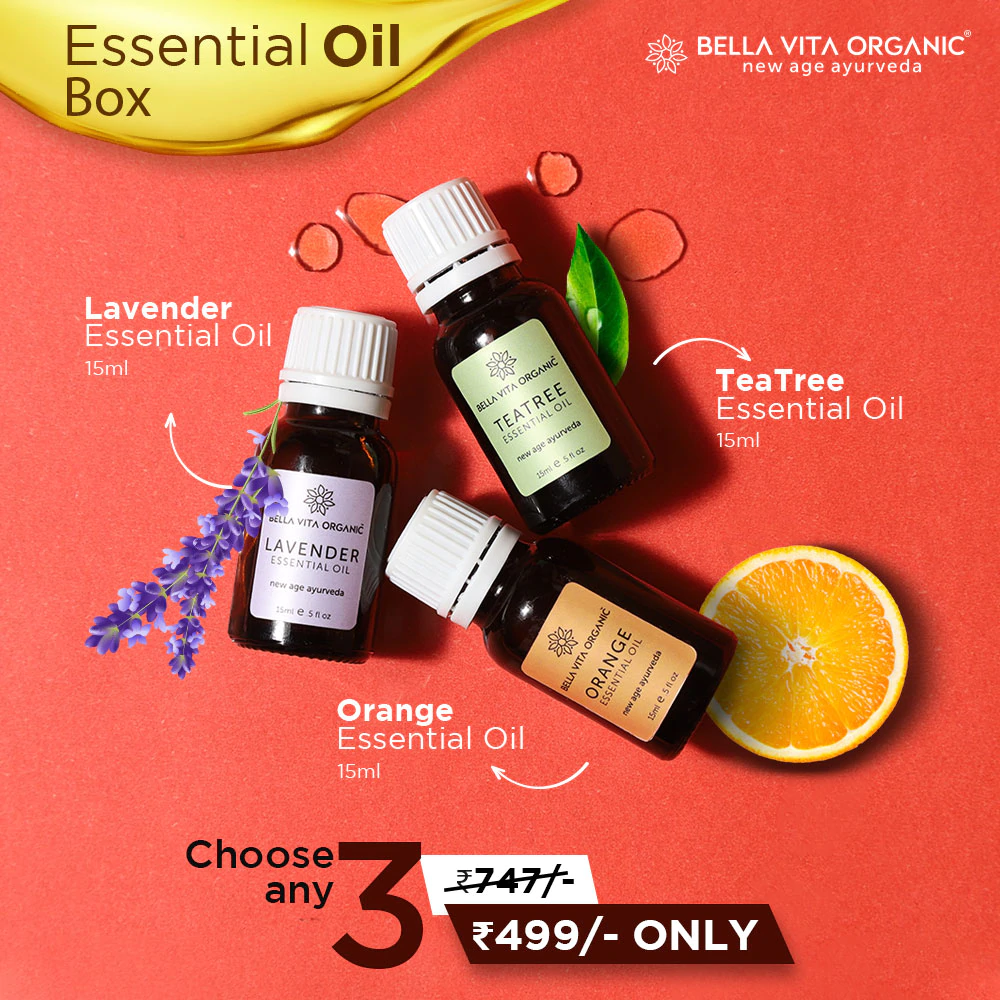 Essential Oil
Box
BELLA VITA ORGANIC®
new age ayurveda
Lavender
Essential Oil
15ml
TeaTree
Essential Oil
15ml
BELLA VITA ORGANIC
TEATREE
ESSENTIAL OIL
new age ayurveda
15ml e .5 fl oz
BELLA VITA ORGANIC
LAVENDER
ESSENTIAL OIL
new age ayurveda
15ml e .5 fl oz
BELLA VITA ORGANIC
ORANGE
ESSENTIAL OIL
new age ayurveda
15ml e .5 fl oz
Orange
Essential Oil
15ml
Choose
any
3
₹747/-
₹499/- ONLY